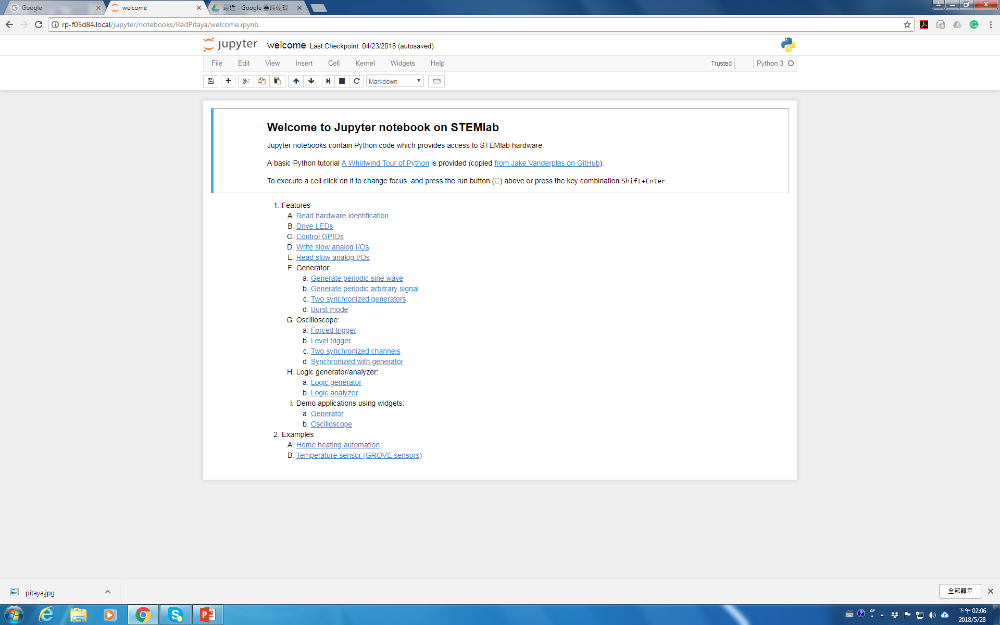 Google
welcome
最近 - Google 雲端硬碟
rp-f05d84.local/jupyter/notebooks/RedPitaya/welcome.ipynb
jupyter welcome Last Checkpoint: 04/23/2018 (autosaved)
File Edit View Insert Cell Kernel Widgets Help Trusted Python 3
Markdown
Welcome to Jupyter notebook on STEMlab
Jupyter notebooks contain Python code which provides access to STEMlab hardware.
A basic Python tutorial A Whirlwind Tour of Python is provided (copied from Jake Vanderplas on GitHub).
To execute a cell click on it to change focus, and press the run button () above or press the key combination Shift+Enter.
1. Features
A. Read hardware identification
B. Drive LEDs
C. Control GPIOs
D. Write slow analog I/Os
E. Read slow analog I/Os
F. Generator:
a. Generate periodic sine wave
b. Generate periodic arbitrary signal
c. Two synchronized generators
d. Burst mode
G. Oscilloscope:
a. Forced trigger
b. Level trigger
c. Two synchronized channels
d. Synchronized with generator
H. Logic generator/analyzer:
a. Logic generator
b. Logic analyzer
I. Demo applications using widgets:
a. Generator
b. Oscilloscope
2. Examples
A. Home heating automation
B. Temperature sensor (GROVE sensors)
pitaya.jpg
全部顯示
下午 02:06
2018/5/28